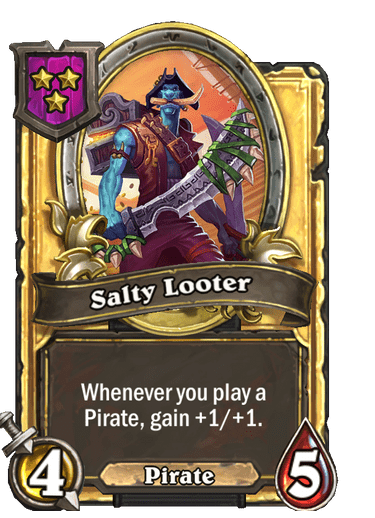 Salty Looter
Whenever you play a
Pirate, gain +1/+1.
4
Pirate
5